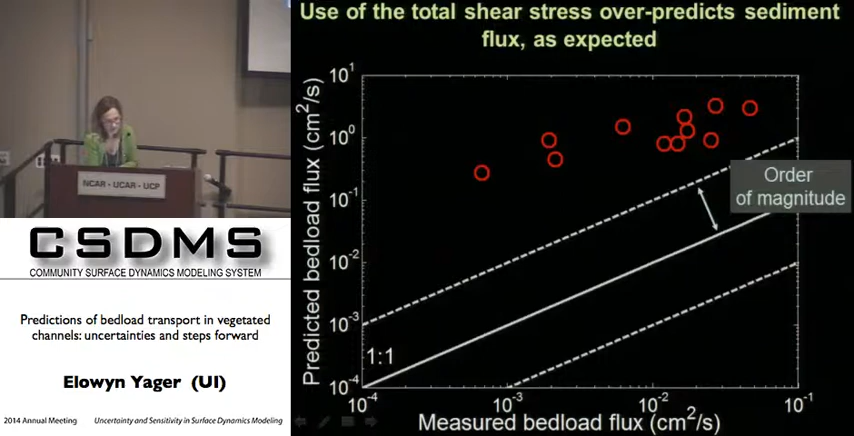 Use of the total shear stress over-predicts sediment
flux, as expected
NCAR - UCAR - UCP
CSDMS
COMMUNITY SURFACE DYNAMICS MODELING SYSTEM
Predictions of bedload transport in vegetated
channels: uncertainties and steps forward
Elowyn Yager (UI)
2014 Annual Meeting Uncertainty and Sensitivity in Surface Dynamics Modeling
Predicted bedload flux (cm²/s)
10¹
10⁰
10⁻¹
10⁻²
10⁻³
10⁻⁴
Order
of magnitude
1:1
10⁻⁴ 10⁻³ 10⁻² 10⁻¹
Measured bedload flux (cm²/s)